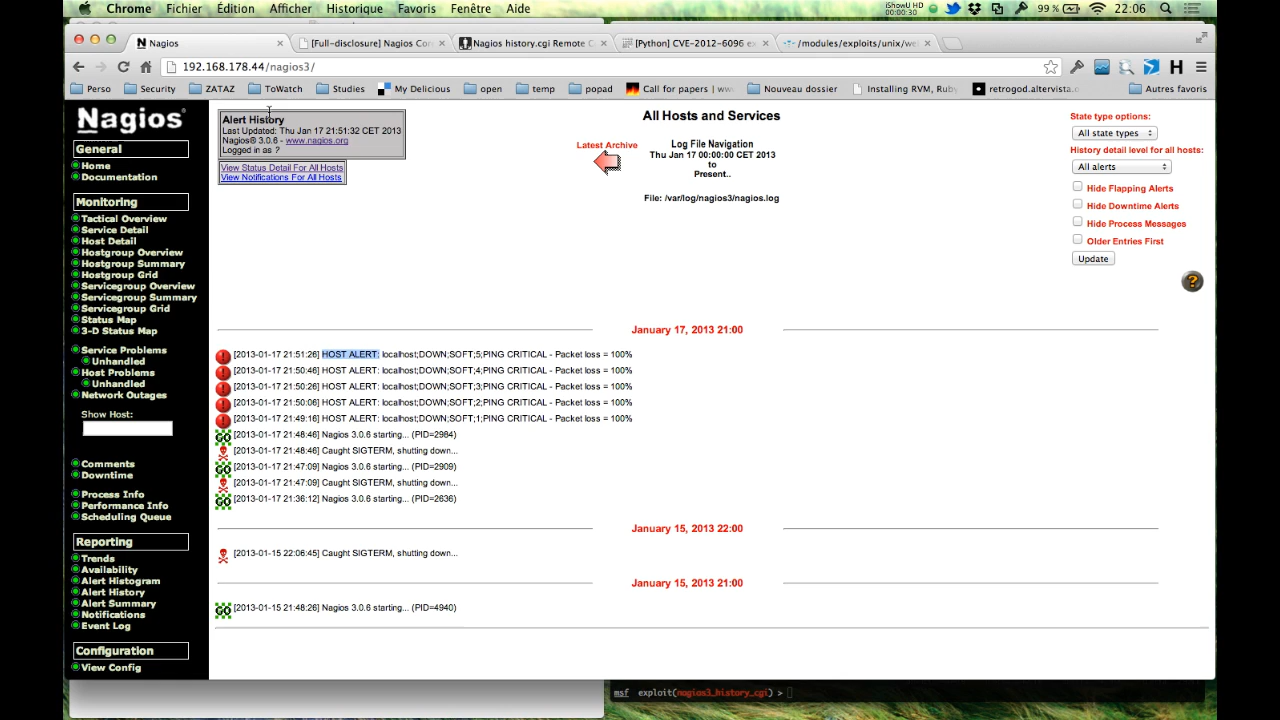 Chrome Fichier Édition Afficher Historique Favoris Fenêtre Aide
iShowU HD
00:00:30
99 % 22:06
Nagios
[Full-disclosure] Nagios Cor
Nagios history.cgi Remote C
[Python] CVE-2012-6096 ex
/modules/exploits/unix/we
192.168.178.44/nagios3/
Perso Security ZATAZ ToWatch Studies My Delicious open temp popad Call for papers | ww Nouveau dossier Installing RVM, Ruby retrogod.altervista. Autres favoris
Nagios
General
Home
Documentation
Monitoring
Tactical Overview
Service Detail
Host Detail
Hostgroup Overview
Hostgroup Summary
Hostgroup Grid
Servicegroup Overview
Servicegroup Summary
Servicegroup Grid
Status Map
3-D Status Map
Service Problems
Unhandled
Host Problems
Unhandled
Network Outages
Show Host:
Comments
Downtime
Process Info
Performance Info
Scheduling Queue
Reporting
Trends
Availability
Alert Histogram
Alert History
Alert Summary
Notifications
Event Log
Configuration
View Config
Alert History
Last Updated: Thu Jan 17 21:51:32 CET 2013
Nagios® 3.0.6 - www.nagios.org
Logged in as ?
View Status Detail For All Hosts
View Notifications For All Hosts
Latest Archive
All Hosts and Services
Log File Navigation
Thu Jan 17 00:00:00 CET 2013
to
Present..
File: /var/log/nagios3/nagios.log
State type options:
All state types
History detail level for all hosts:
All alerts
Hide Flapping Alerts
Hide Downtime Alerts
Hide Process Messages
Older Entries First
Update
?
January 17, 2013 21:00
[2013-01-17 21:51:26] HOST ALERT: localhost;DOWN;SOFT;5;PING CRITICAL - Packet loss = 100%
[2013-01-17 21:50:46] HOST ALERT: localhost;DOWN;SOFT;4;PING CRITICAL - Packet loss = 100%
[2013-01-17 21:50:26] HOST ALERT: localhost;DOWN;SOFT;3;PING CRITICAL - Packet loss = 100%
[2013-01-17 21:50:06] HOST ALERT: localhost;DOWN;SOFT;2;PING CRITICAL - Packet loss = 100%
[2013-01-17 21:49:16] HOST ALERT: localhost;DOWN;SOFT;1;PING CRITICAL - Packet loss = 100%
GO [2013-01-17 21:48:46] Nagios 3.0.6 starting... (PID=2984)
[2013-01-17 21:48:46] Caught SIGTERM, shutting down...
GO [2013-01-17 21:47:09] Nagios 3.0.6 starting... (PID=2909)
[2013-01-17 21:47:09] Caught SIGTERM, shutting down...
GO [2013-01-17 21:36:12] Nagios 3.0.6 starting... (PID=2636)
January 15, 2013 22:00
[2013-01-15 22:06:45] Caught SIGTERM, shutting down...
January 15, 2013 21:00
GO [2013-01-15 21:48:26] Nagios 3.0.6 starting... (PID=4940)
msf exploit(nagios3_history_cgi) >